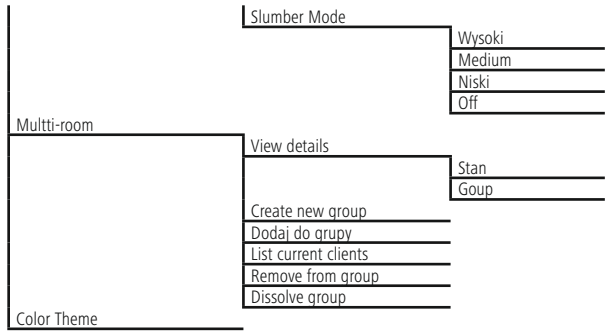 Slumber Mode
Wysoki
Medium
Niski
Off
Multti-room
View details
Stan
Goup
Create new group
Dodaj do grupy
List current clients
Remove from group
Dissolve group
Color Theme